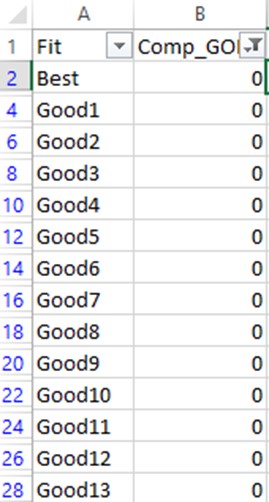 A B
1 Fit Comp_GO
2 Best 0
4 Good1 0
6 Good2 0
8 Good3 0
10 Good4 0
12 Good5 0
14 Good6 0
16 Good7 0
18 Good8 0
20 Good9 0
22 Good10 0
24 Good11 0
26 Good12 0
28 Good13 0